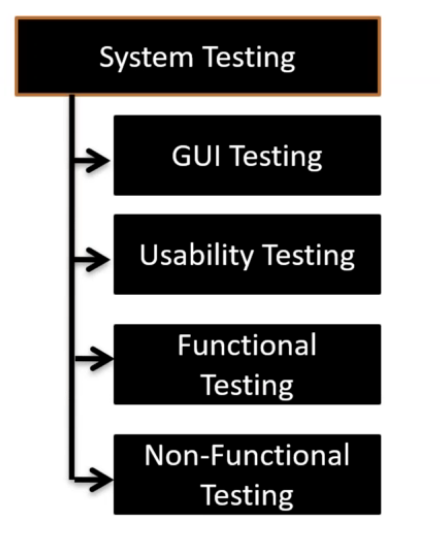 System Testing
GUI Testing
Usability Testing
Functional
Testing
Non-Functional
Testing